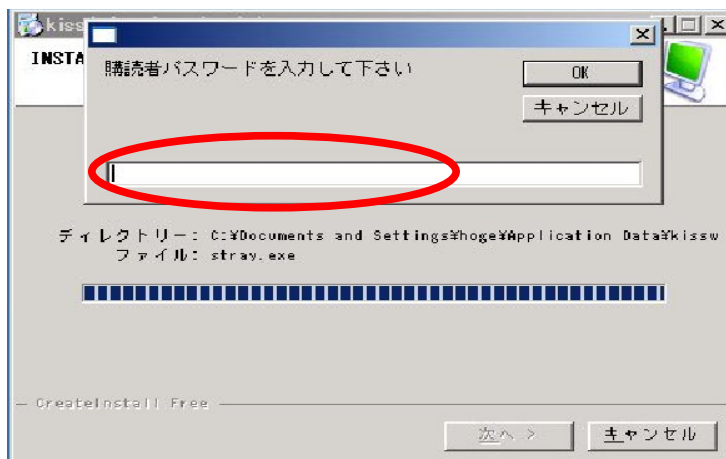 kiss
INSTA
購読者パスワードを入力して下さい
OK
キャンセル
ディレクトリー: C:¥Documents and Settings¥hoge¥Application Data¥kissw
ファイル: stray.exe
CreateInstall Free
次へ ->
キャンセル